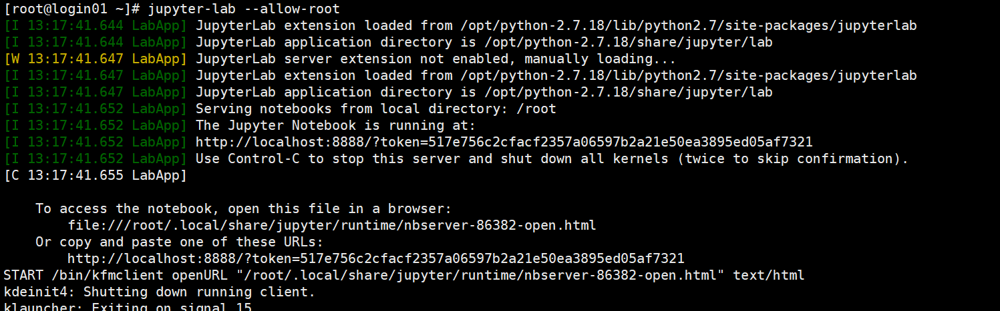 [root@login01 ~]# jupyter-lab --allow-root
[I 13:17:41.644 LabApp] JupyterLab extension loaded from /opt/python-2.7.18/lib/python2.7/site-packages/jupyterlab
[I 13:17:41.644 LabApp] JupyterLab application directory is /opt/python-2.7.18/share/jupyter/lab
[W 13:17:41.647 LabApp] JupyterLab server extension not enabled, manually loading...
[I 13:17:41.647 LabApp] JupyterLab extension loaded from /opt/python-2.7.18/lib/python2.7/site-packages/jupyterlab
[I 13:17:41.647 LabApp] JupyterLab application directory is /opt/python-2.7.18/share/jupyter/lab
[I 13:17:41.652 LabApp] Serving notebooks from local directory: /root
[I 13:17:41.652 LabApp] The Jupyter Notebook is running at:
[I 13:17:41.652 LabApp] http://localhost:8888/?token=517e756c2cfacf2357a06597b2a21e50ea3895ed05af7321
[I 13:17:41.652 LabApp] Use Control-C to stop this server and shut down all kernels (twice to skip confirmation).
[C 13:17:41.655 LabApp]
To access the notebook, open this file in a browser:
file:///root/.local/share/jupyter/runtime/nbserver-86382-open.html
Or copy and paste one of these URLs:
http://localhost:8888/?token=517e756c2cfacf2357a06597b2a21e50ea3895ed05af7321
START /bin/kfmclient openURL "/root/.local/share/jupyter/runtime/nbserver-86382-open.html" text/html
kdeinit4: Shutting down running client.
klauncher: Exiting on signal 15